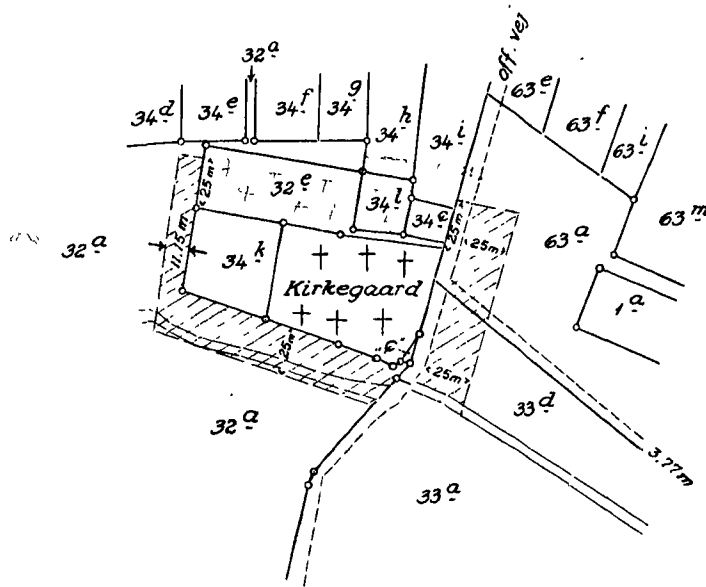 32a
off. vej
34d
34e
34f
34g
34h
34i
63e
63f
63i
63m
<25m>
32e
34l
34c
<25m>
<25m>
63a
32a
11.15m
34k
Kirkegaard
1a
"c"
<25m>
<25m>
32a
33d
33a
3.77m